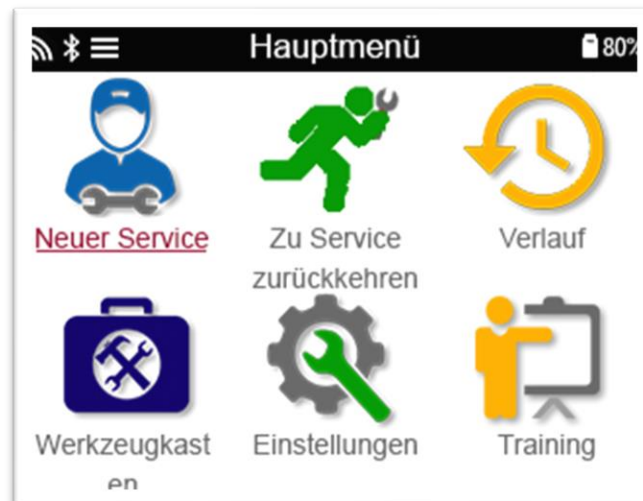 Hauptmenü
80%
Neuer Service
Zu Service
zurückkehren
Verlauf
Werkzeugkast
en
Einstellungen
Training